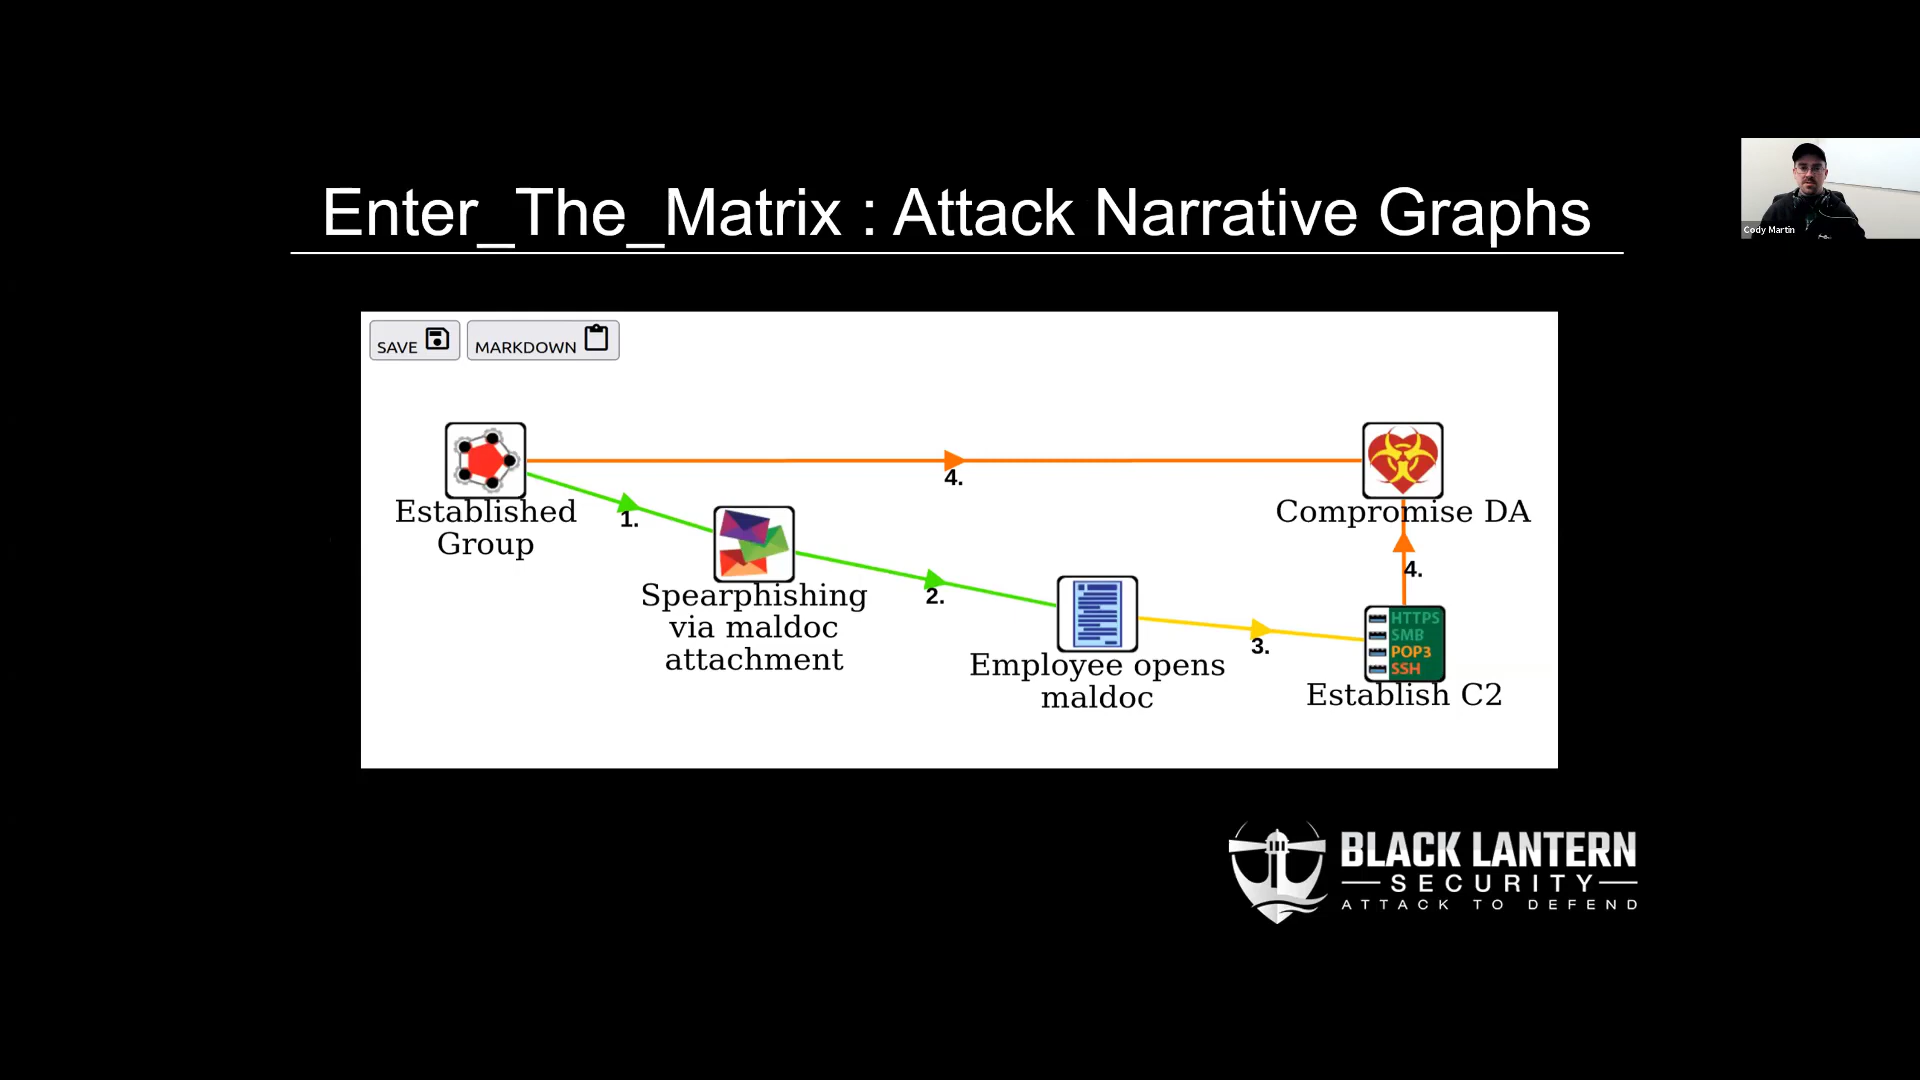 Enter_The_Matrix : Attack Narrative Graphs
Cody Martin
SAVE
MARKDOWN
4.
Established
Group
1.
Compromise DA
4.
Spearphishing
via maldoc
attachment
2.
Employee opens
maldoc
3.
HTTPS
SMB
POP3
SSH
Establish C2
BLACK LANTERN
SECURITY
ATTACK TO DEFEND